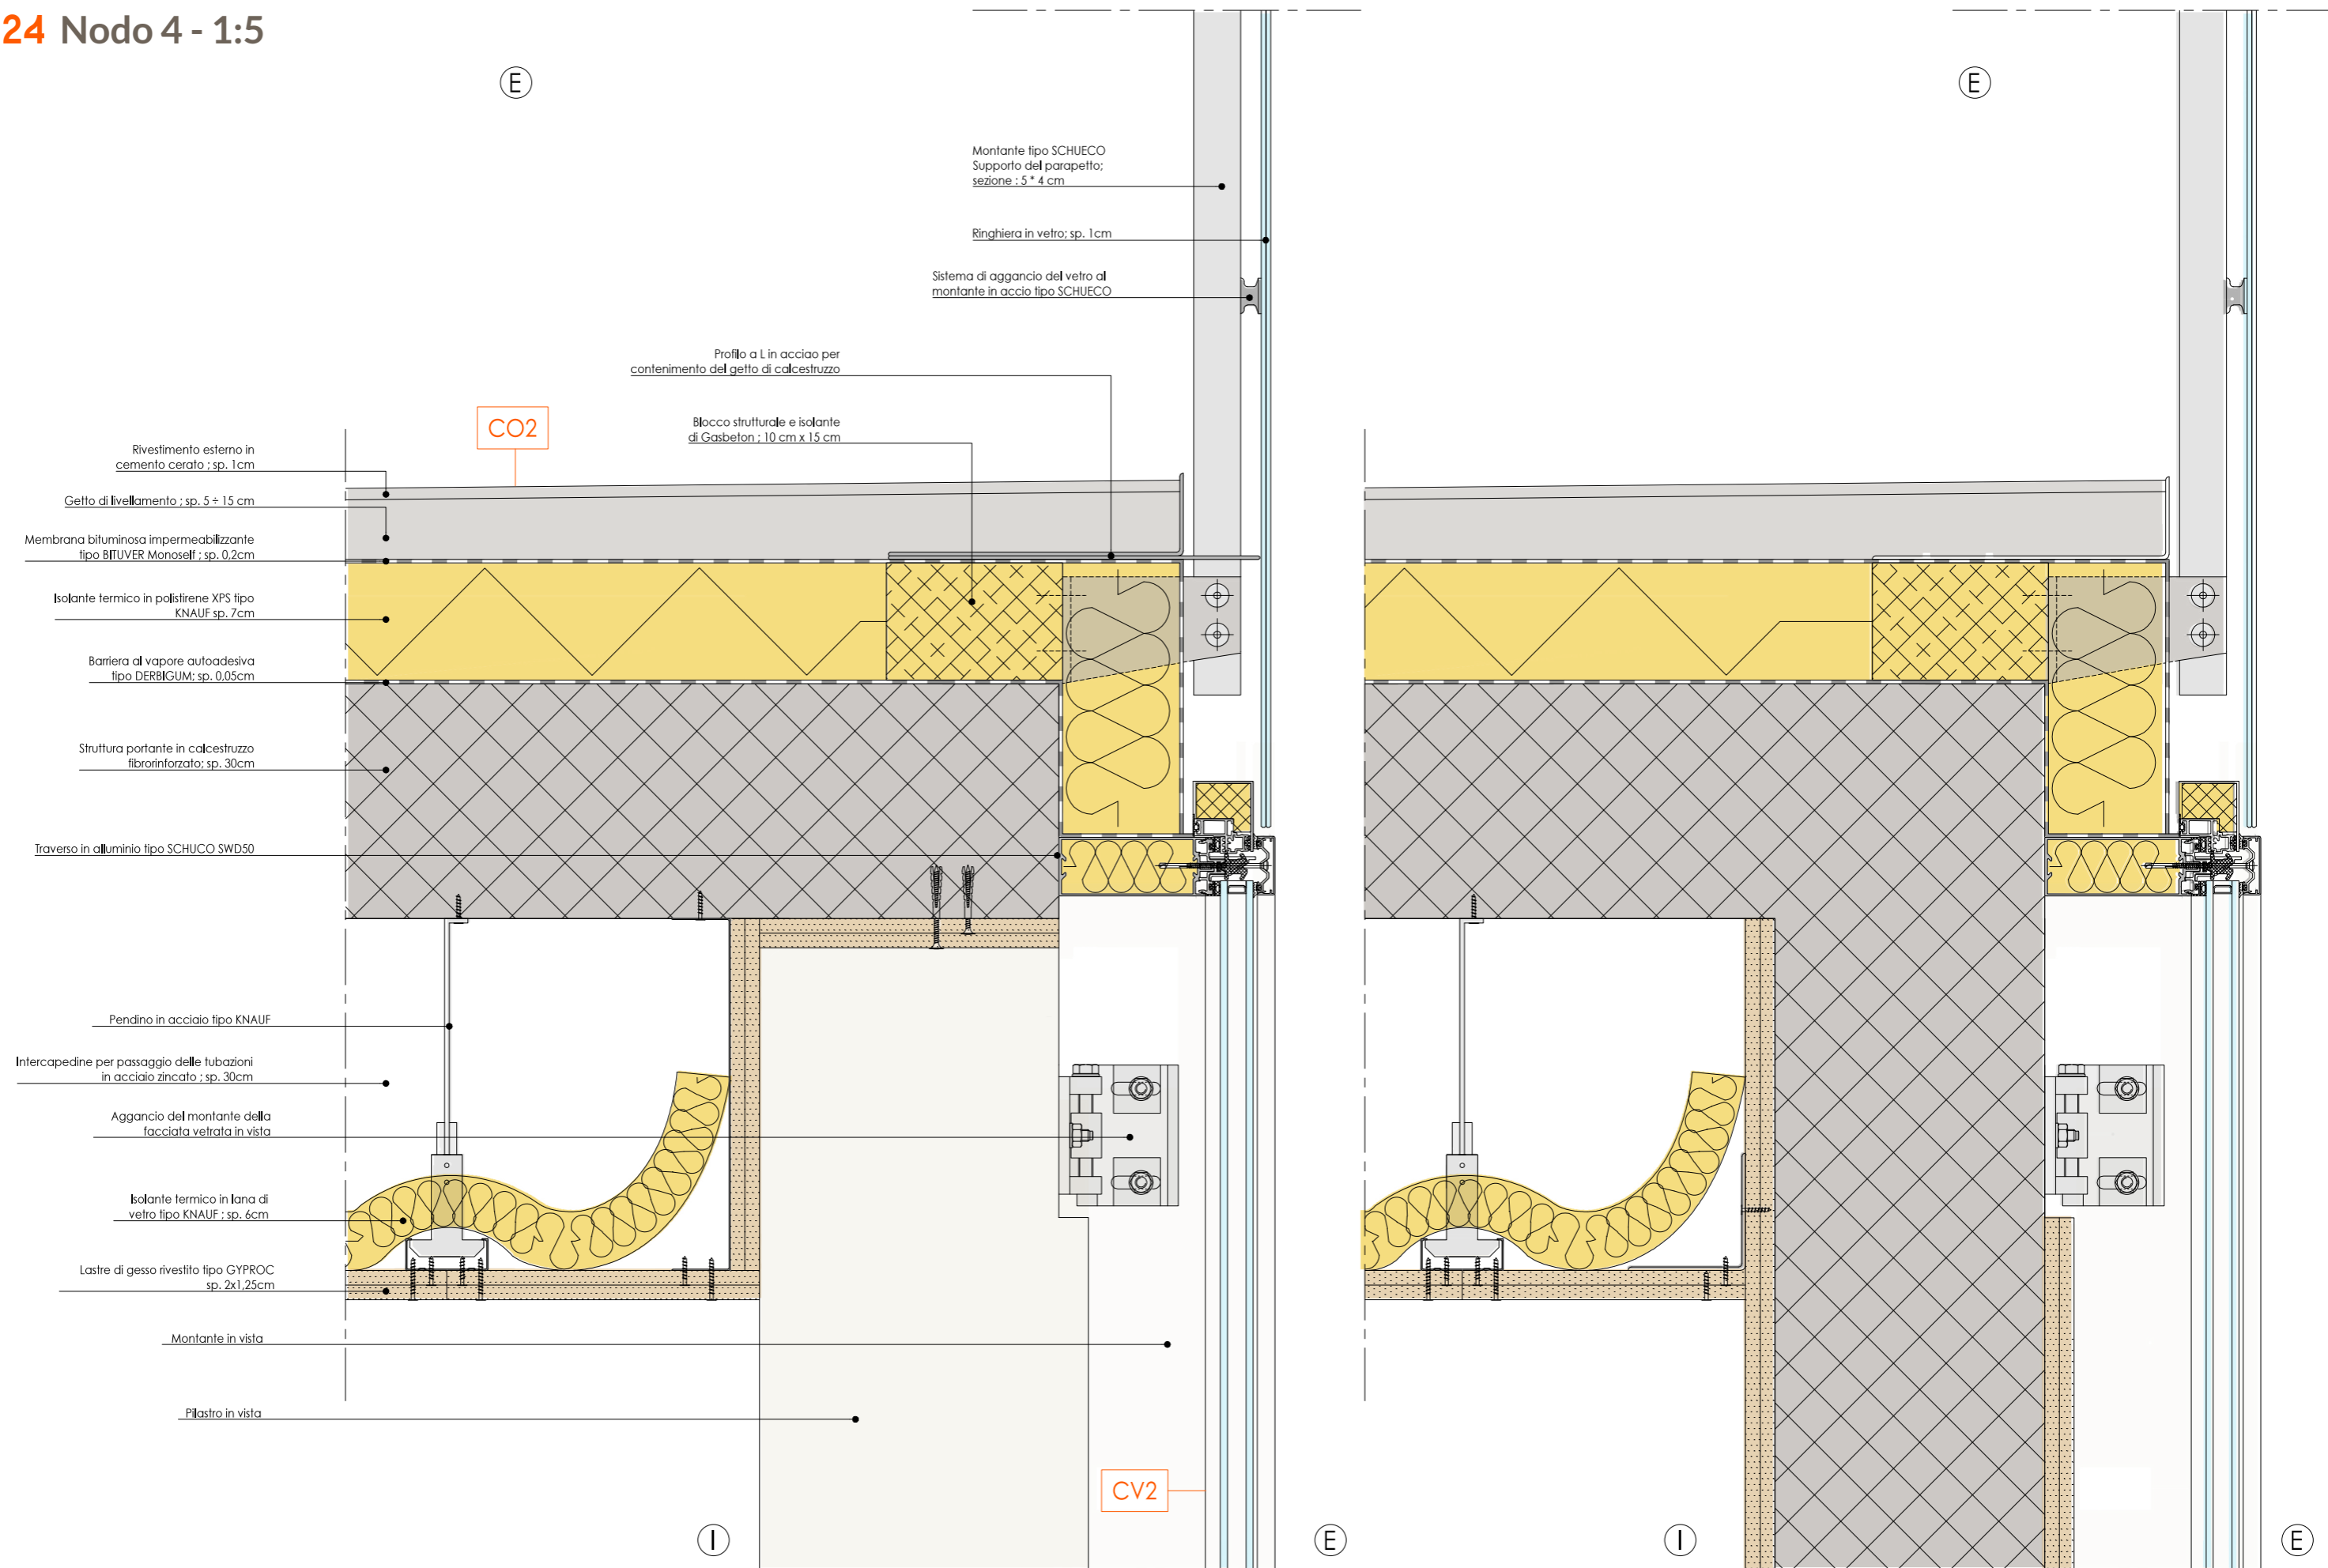 24 Nodo 4 - 1:5
E
E
Montante tipo SCHUECO
Supporto del parapetto;
sezione : 5 * 4 cm
Ringhiera in vetro; sp. 1cm
Sistema di aggancio del vetro al
montante in accio tipo SCHUECO
Profilo a L in acciao per
contenimento del getto di calcestruzzo
CO2
Blocco strutturale e isolante
di Gasbeton ; 10 cm x 15 cm
Rivestimento esterno in
cemento cerato ; sp. 1cm
Getto di livellamento ; sp. 5 ÷ 15 cm
Membrana bituminosa impermeabilizzante
tipo BITUVER Monoself ; sp. 0,2cm
Isolante termico in polistirene XPS tipo
KNAUF sp. 7cm
Barriera al vapore autoadesiva
tipo DERBIGUM; sp. 0,05cm
Struttura portante in calcestruzzo
fibrorinforzato; sp. 30cm
Traverso in alluminio tipo SCHUCO SWD50
Pendino in acciaio tipo KNAUF
Intercapedine per passaggio delle tubazioni
in acciaio zincato ; sp. 30cm
Aggancio del montante della
facciata vetrata in vista
Isolante termico in lana di
vetro tipo KNAUF ; sp. 6cm
Lastre di gesso rivestito tipo GYPROC
sp. 2x1,25cm
Montante in vista
Pilastro in vista
CV2
I
E
I
E